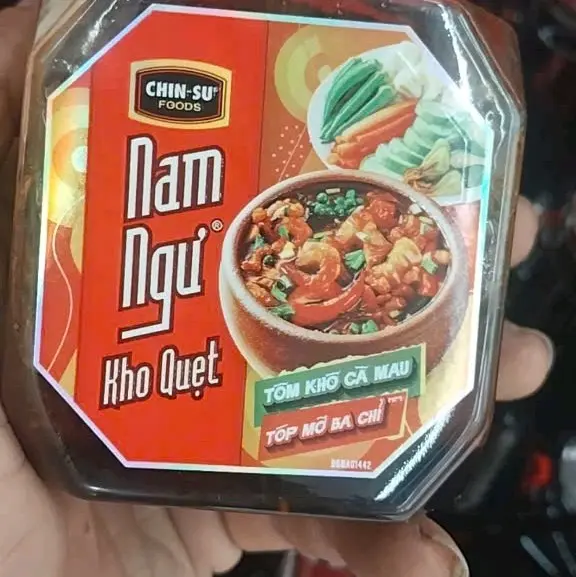 CHIN-SU®
FOODS
Nam
Ngư®
Kho Quẹt
TÔM KHÔ CÀ MAU
TÓP MỠ BA CHỈ